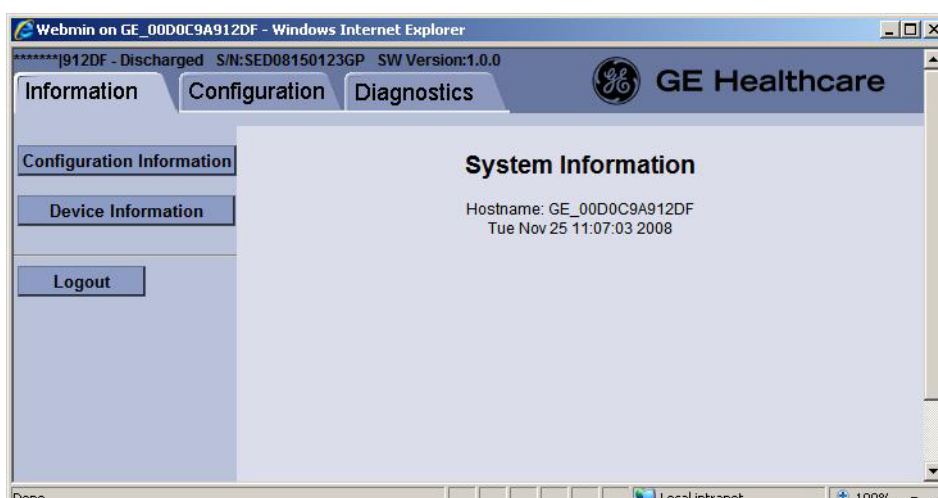 Webmin on GE_00D0C9A912DF - Windows Internet Explorer
*******|912DF - Discharged S/N:SED08150123GP SW Version:1.0.0
Information Configuration Diagnostics
GE Healthcare
Configuration Information
Device Information
Logout
System Information
Hostname: GE_00D0C9A912DF
Tue Nov 25 11:07:03 2008
Done Local intranet 100%